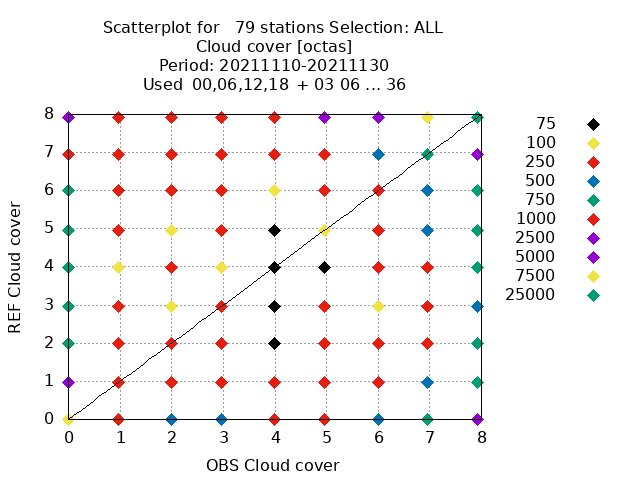 Scatterplot for   79 stations Selection: ALL
Cloud cover [octas]
Period: 20211110-20211130
Used  00,06,12,18  + 03 06 ... 36
REF Cloud cover
8
7
6
5
4
3
2
1
0
0 1 2 3 4 5 6 7 8
OBS Cloud cover
75
100
250
500
750
1000
2500
5000
7500
25000